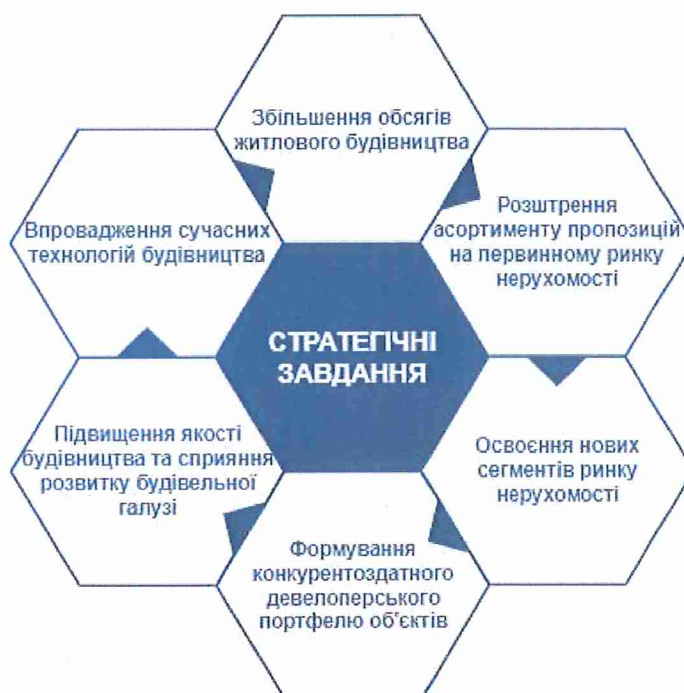 Збільшення обсягів
житлового будівництва
Розштрення
асортименту пропозицій
на первинному ринку
нерухомості
Освоєння нових
сегментів ринку
нерухомості
Формування
конкурентоздатного
девелоперського
портфелю об'єктів
Підвищення якості
будівництва та сприяння
розвитку будівельної
галузі
Впровадження сучасних
технологій будівництва
СТРАТЕГІЧНІ
ЗАВДАННЯ